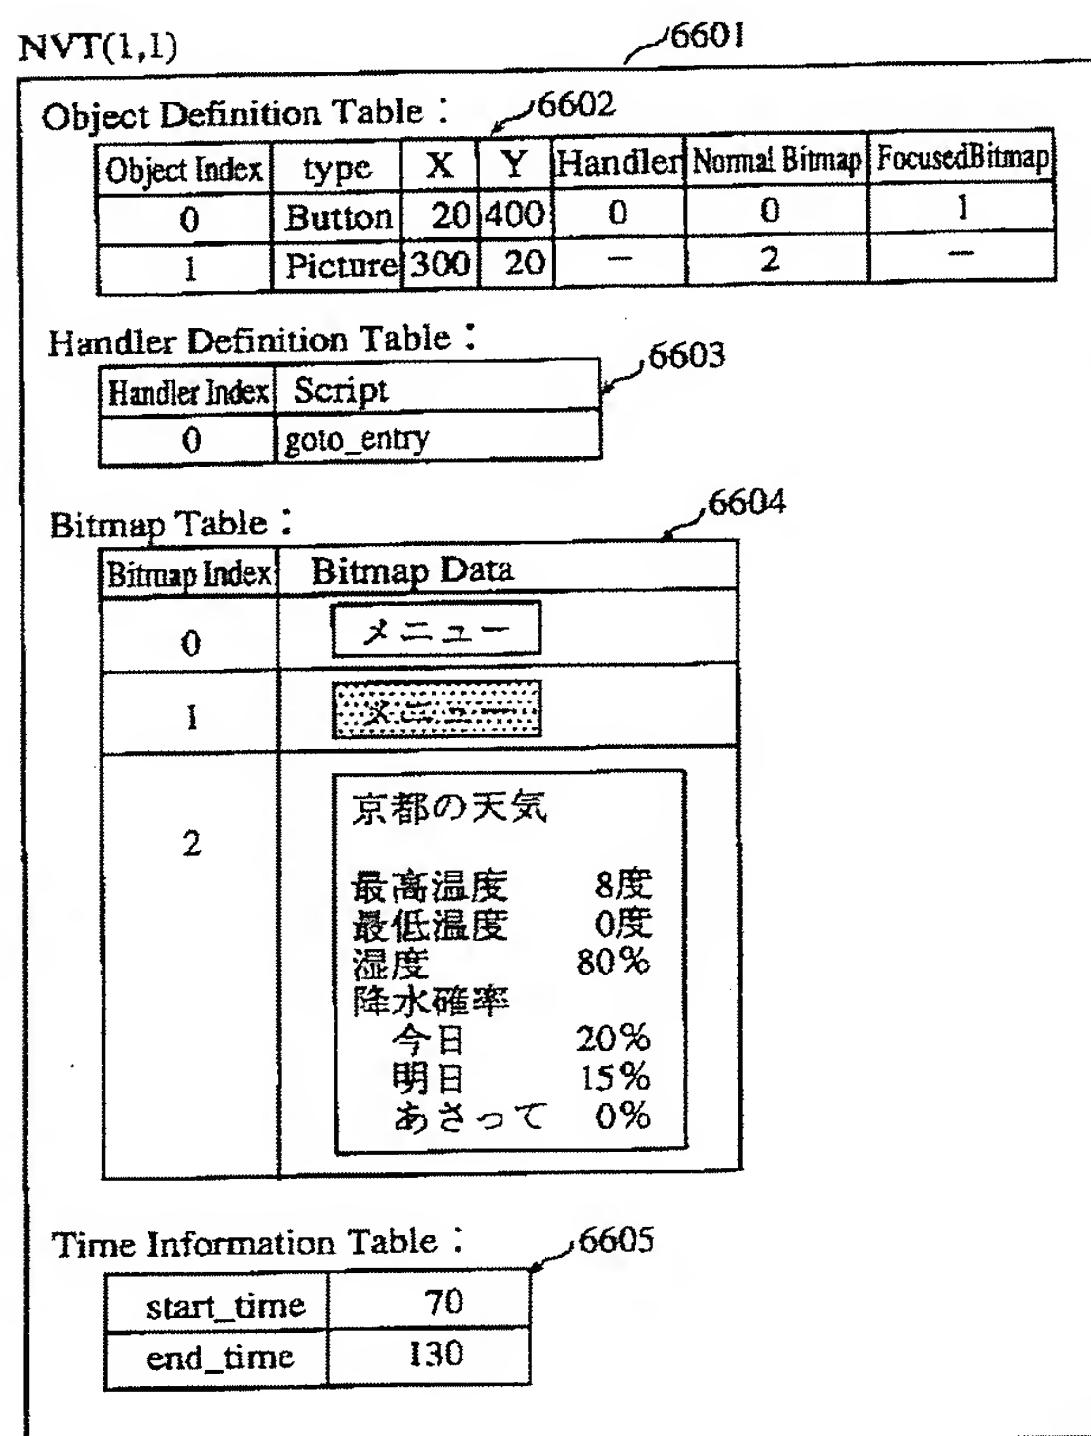 NVT(1,1)
6601
Object Definition Table :
6602
Object Index type X Y Handler Normal Bitmap FocusedBitmap
0 Button 20 400 0 0 1
1 Picture 300 20 — 2 —
Handler Definition Table :
6603
Handler Index Script
0 goto_entry
Bitmap Table :
6604
Bitmap Index Bitmap Data
0 メニュー
1 メニュー
2
京都の天気
最高温度 8度
最低温度 0度
湿度 80%
降水確率
今日 20%
明日 15%
あさって 0%
Time Information Table :
6605
start_time 70
end_time 130